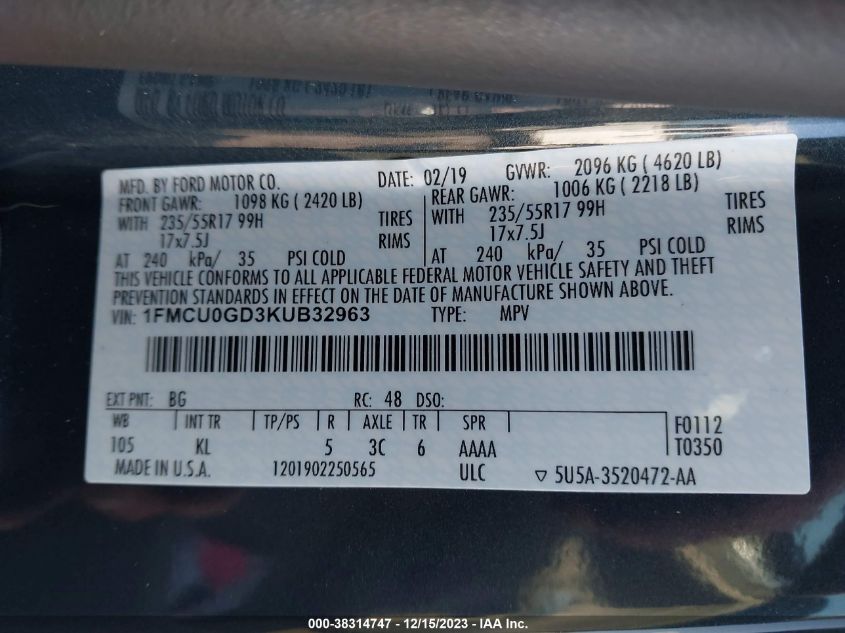 MFD. BY FORD MOTOR CO. DATE: 02/19 GVWR: 2096 KG ( 4620 LB)
FRONT GAWR: 1098 KG ( 2420 LB) REAR GAWR: 1006 KG ( 2218 LB)
WITH 235/55R17 99H TIRES WITH 235/55R17 99H TIRES
17x7.5J RIMS 17x7.5J RIMS
AT 240 kPa/ 35 PSI COLD AT 240 kPa/ 35 PSI COLD
THIS VEHICLE CONFORMS TO ALL APPLICABLE FEDERAL MOTOR VEHICLE SAFETY AND THEFT
PREVENTION STANDARDS IN EFFECT ON THE DATE OF MANUFACTURE SHOWN ABOVE.
VIN: 1FMCU0GD3KUB32963 TYPE: MPV
EXT PNT: BG RC: 48 DSO:
WB INT TR TP/PS R AXLE TR SPR F0112
105 KL 5 3C 6 AAAA T0350
MADE IN U.S.A. 1201902250565 ULC ▽ 5U5A-3520472-AA
000-38314747 - 12/15/2023 - IAA Inc.